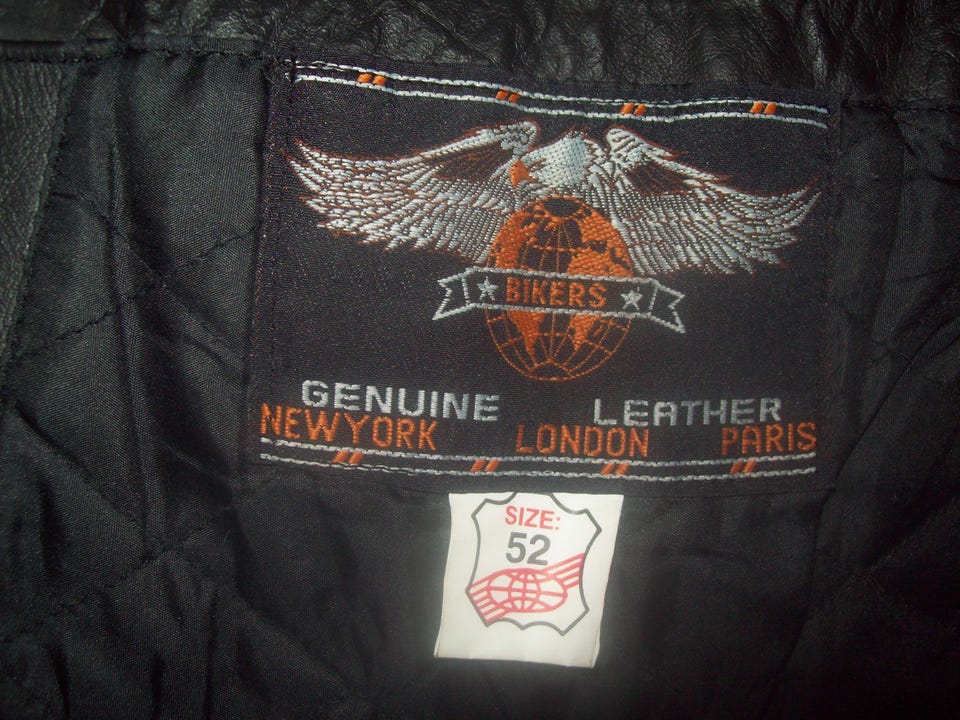 BIKERS
GENUINE LEATHER
NEWYORK LONDON PARIS
SIZE:
52